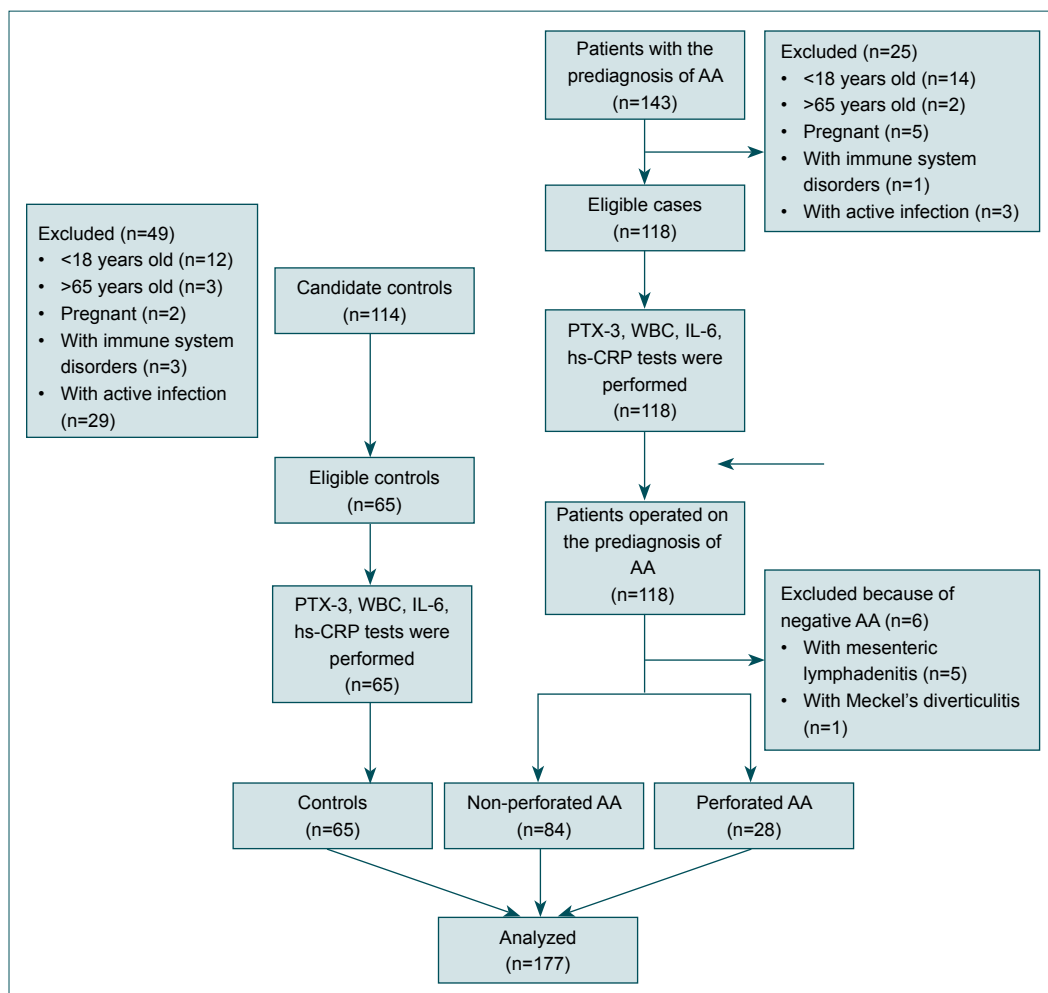 Patients with the
prediagnosis of AA
(n=143)
Excluded (n=25)
• <18 years old (n=14)
• >65 years old (n=2)
• Pregnant (n=5)
• With immune system
disorders (n=1)
• With active infection (n=3)
Eligible cases
(n=118)
Excluded (n=49)
• <18 years old (n=12)
• >65 years old (n=3)
• Pregnant (n=2)
• With immune system
disorders (n=3)
• With active infection
(n=29)
Candidate controls
(n=114)
PTX-3, WBC, IL-6,
hs-CRP tests were
performed
(n=118)
Eligible controls
(n=65)
Patients operated on
the prediagnosis of
AA
(n=118)
PTX-3, WBC, IL-6,
hs-CRP tests were
performed
(n=65)
Excluded because of
negative AA (n=6)
• With mesenteric
lymphadenitis (n=5)
• With Meckel's diverticulitis
(n=1)
Controls
(n=65)
Non-perforated AA
(n=84)
Perforated AA
(n=28)
Analyzed
(n=177)